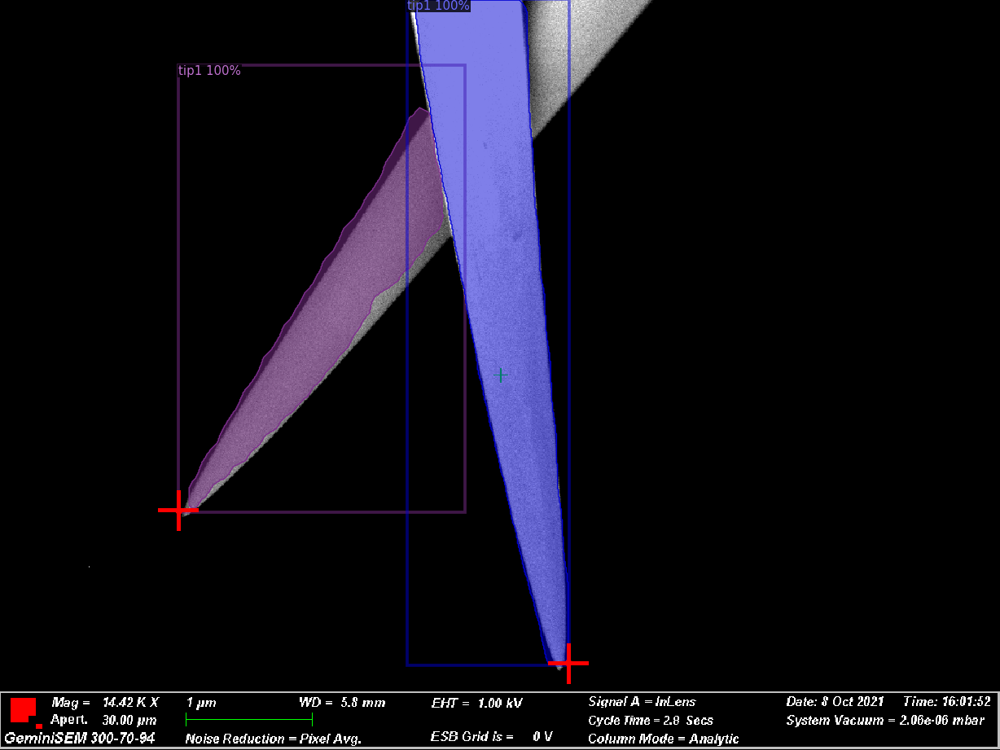 tip1 100%
tip1 100%
Mag = 14.42 K X
1 µm
WD = 5.8 mm
EHT = 1.00 kV
Signal A = InLens
Date: 8 Oct 2021
Time: 16:01:52
Apert. 30.00 µm
Cycle Time = 2.8 Secs
System Vacuum = 2.06e-06 mbar
GeminiSEM 300-70-94
Noise Reduction = Pixel Avg.
ESB Grid is = 0 V
Column Mode = Analytic